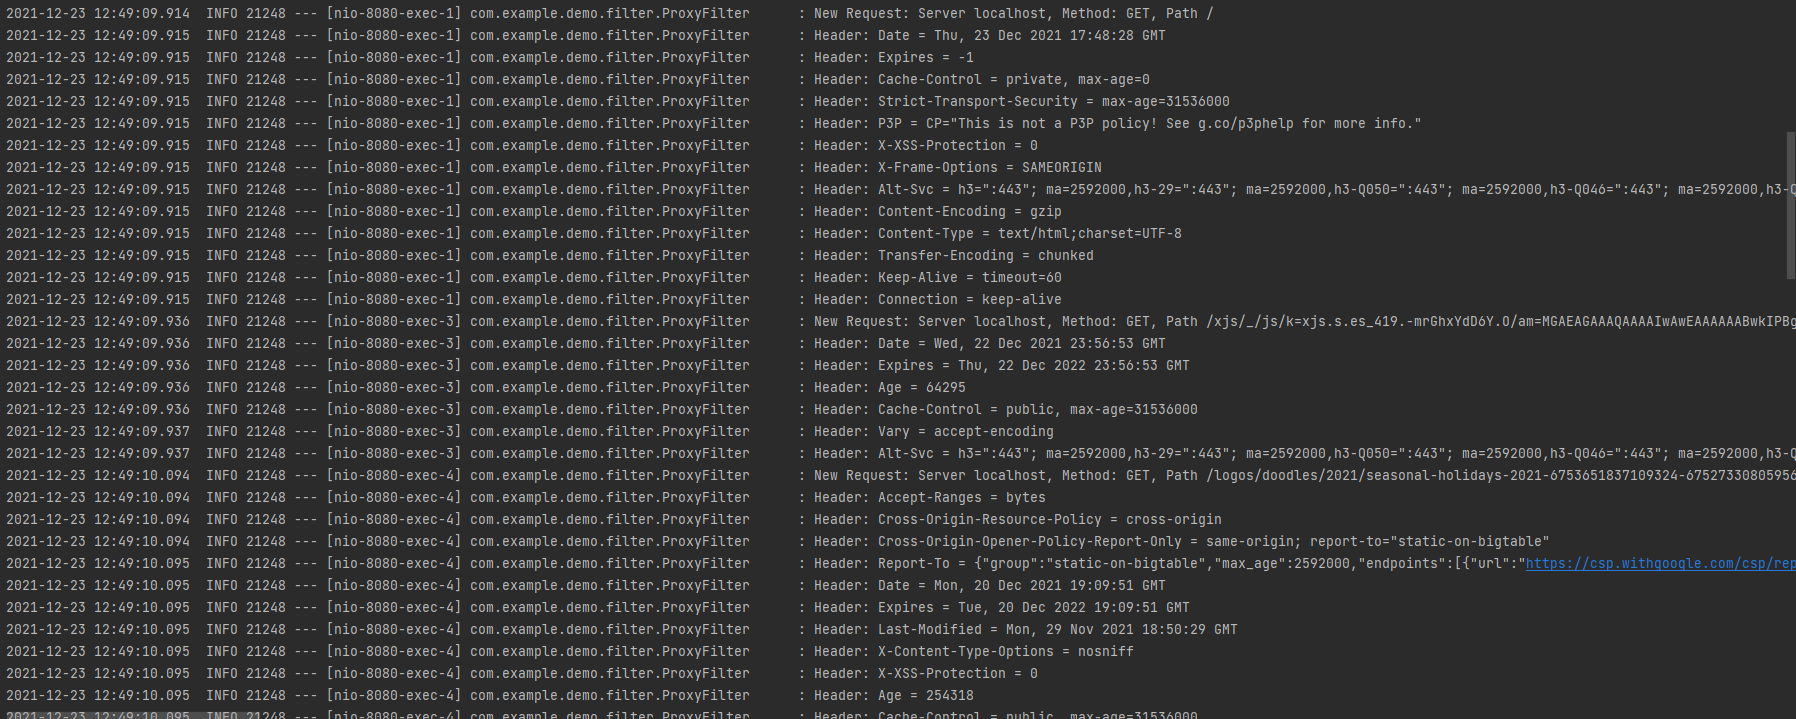 2021-12-23 12:49:09.914  INFO 21248 --- [nio-8080-exec-1] com.example.demo.filter.ProxyFilter      : New Request: Server localhost, Method: GET, Path /
2021-12-23 12:49:09.915  INFO 21248 --- [nio-8080-exec-1] com.example.demo.filter.ProxyFilter      : Header: Date = Thu, 23 Dec 2021 17:48:28 GMT
2021-12-23 12:49:09.915  INFO 21248 --- [nio-8080-exec-1] com.example.demo.filter.ProxyFilter      : Header: Expires = -1
2021-12-23 12:49:09.915  INFO 21248 --- [nio-8080-exec-1] com.example.demo.filter.ProxyFilter      : Header: Cache-Control = private, max-age=0
2021-12-23 12:49:09.915  INFO 21248 --- [nio-8080-exec-1] com.example.demo.filter.ProxyFilter      : Header: Strict-Transport-Security = max-age=31536000
2021-12-23 12:49:09.915  INFO 21248 --- [nio-8080-exec-1] com.example.demo.filter.ProxyFilter      : Header: P3P = CP="This is not a P3P policy! See g.co/p3phelp for more info."
2021-12-23 12:49:09.915  INFO 21248 --- [nio-8080-exec-1] com.example.demo.filter.ProxyFilter      : Header: X-XSS-Protection = 0
2021-12-23 12:49:09.915  INFO 21248 --- [nio-8080-exec-1] com.example.demo.filter.ProxyFilter      : Header: X-Frame-Options = SAMEORIGIN
2021-12-23 12:49:09.915  INFO 21248 --- [nio-8080-exec-1] com.example.demo.filter.ProxyFilter      : Header: Alt-Svc = h3=":443"; ma=2592000,h3-29=":443"; ma=2592000,h3-Q050=":443"; ma=2592000,h3-Q046=":443"; ma=2592000,h3-Q
2021-12-23 12:49:09.915  INFO 21248 --- [nio-8080-exec-1] com.example.demo.filter.ProxyFilter      : Header: Content-Encoding = gzip
2021-12-23 12:49:09.915  INFO 21248 --- [nio-8080-exec-1] com.example.demo.filter.ProxyFilter      : Header: Content-Type = text/html;charset=UTF-8
2021-12-23 12:49:09.915  INFO 21248 --- [nio-8080-exec-1] com.example.demo.filter.ProxyFilter      : Header: Transfer-Encoding = chunked
2021-12-23 12:49:09.915  INFO 21248 --- [nio-8080-exec-1] com.example.demo.filter.ProxyFilter      : Header: Keep-Alive = timeout=60
2021-12-23 12:49:09.915  INFO 21248 --- [nio-8080-exec-1] com.example.demo.filter.ProxyFilter      : Header: Connection = keep-alive
2021-12-23 12:49:09.936  INFO 21248 --- [nio-8080-exec-3] com.example.demo.filter.ProxyFilter      : New Request: Server localhost, Method: GET, Path /xjs/_/js/k=xjs.s.es_419.-mrGhxYdD6Y.O/am=MGAEAGAAAQAAAAIwAwEAAAAAABwkIPBg
2021-12-23 12:49:09.936  INFO 21248 --- [nio-8080-exec-3] com.example.demo.filter.ProxyFilter      : Header: Date = Wed, 22 Dec 2021 23:56:53 GMT
2021-12-23 12:49:09.936  INFO 21248 --- [nio-8080-exec-3] com.example.demo.filter.ProxyFilter      : Header: Expires = Thu, 22 Dec 2022 23:56:53 GMT
2021-12-23 12:49:09.936  INFO 21248 --- [nio-8080-exec-3] com.example.demo.filter.ProxyFilter      : Header: Age = 64295
2021-12-23 12:49:09.936  INFO 21248 --- [nio-8080-exec-3] com.example.demo.filter.ProxyFilter      : Header: Cache-Control = public, max-age=31536000
2021-12-23 12:49:09.937  INFO 21248 --- [nio-8080-exec-3] com.example.demo.filter.ProxyFilter      : Header: Vary = accept-encoding
2021-12-23 12:49:09.937  INFO 21248 --- [nio-8080-exec-3] com.example.demo.filter.ProxyFilter      : Header: Alt-Svc = h3=":443"; ma=2592000,h3-29=":443"; ma=2592000,h3-Q050=":443"; ma=2592000,h3-Q046=":443"; ma=2592000,h3-Q
2021-12-23 12:49:10.094  INFO 21248 --- [nio-8080-exec-4] com.example.demo.filter.ProxyFilter      : New Request: Server localhost, Method: GET, Path /logos/doodles/2021/seasonal-holidays-2021-6753651837109324-67527330805956
2021-12-23 12:49:10.094  INFO 21248 --- [nio-8080-exec-4] com.example.demo.filter.ProxyFilter      : Header: Accept-Ranges = bytes
2021-12-23 12:49:10.094  INFO 21248 --- [nio-8080-exec-4] com.example.demo.filter.ProxyFilter      : Header: Cross-Origin-Resource-Policy = cross-origin
2021-12-23 12:49:10.094  INFO 21248 --- [nio-8080-exec-4] com.example.demo.filter.ProxyFilter      : Header: Cross-Origin-Opener-Policy-Report-Only = same-origin; report-to="static-on-bigtable"
2021-12-23 12:49:10.095  INFO 21248 --- [nio-8080-exec-4] com.example.demo.filter.ProxyFilter      : Header: Report-To = {"group":"static-on-bigtable","max_age":2592000,"endpoints":[{"url":"https://csp.withgoogle.com/csp/rep
2021-12-23 12:49:10.095  INFO 21248 --- [nio-8080-exec-4] com.example.demo.filter.ProxyFilter      : Header: Date = Mon, 20 Dec 2021 19:09:51 GMT
2021-12-23 12:49:10.095  INFO 21248 --- [nio-8080-exec-4] com.example.demo.filter.ProxyFilter      : Header: Expires = Tue, 20 Dec 2022 19:09:51 GMT
2021-12-23 12:49:10.095  INFO 21248 --- [nio-8080-exec-4] com.example.demo.filter.ProxyFilter      : Header: Last-Modified = Mon, 29 Nov 2021 18:50:29 GMT
2021-12-23 12:49:10.095  INFO 21248 --- [nio-8080-exec-4] com.example.demo.filter.ProxyFilter      : Header: X-Content-Type-Options = nosniff
2021-12-23 12:49:10.095  INFO 21248 --- [nio-8080-exec-4] com.example.demo.filter.ProxyFilter      : Header: X-XSS-Protection = 0
2021-12-23 12:49:10.095  INFO 21248 --- [nio-8080-exec-4] com.example.demo.filter.ProxyFilter      : Header: Age = 254318
2021-12-23 12:49:10.095  INFO 21248 --- [nio-8080-exec-4] com.example.demo.filter.ProxyFilter      : Header: Cache-Control = public, max-age=31536000